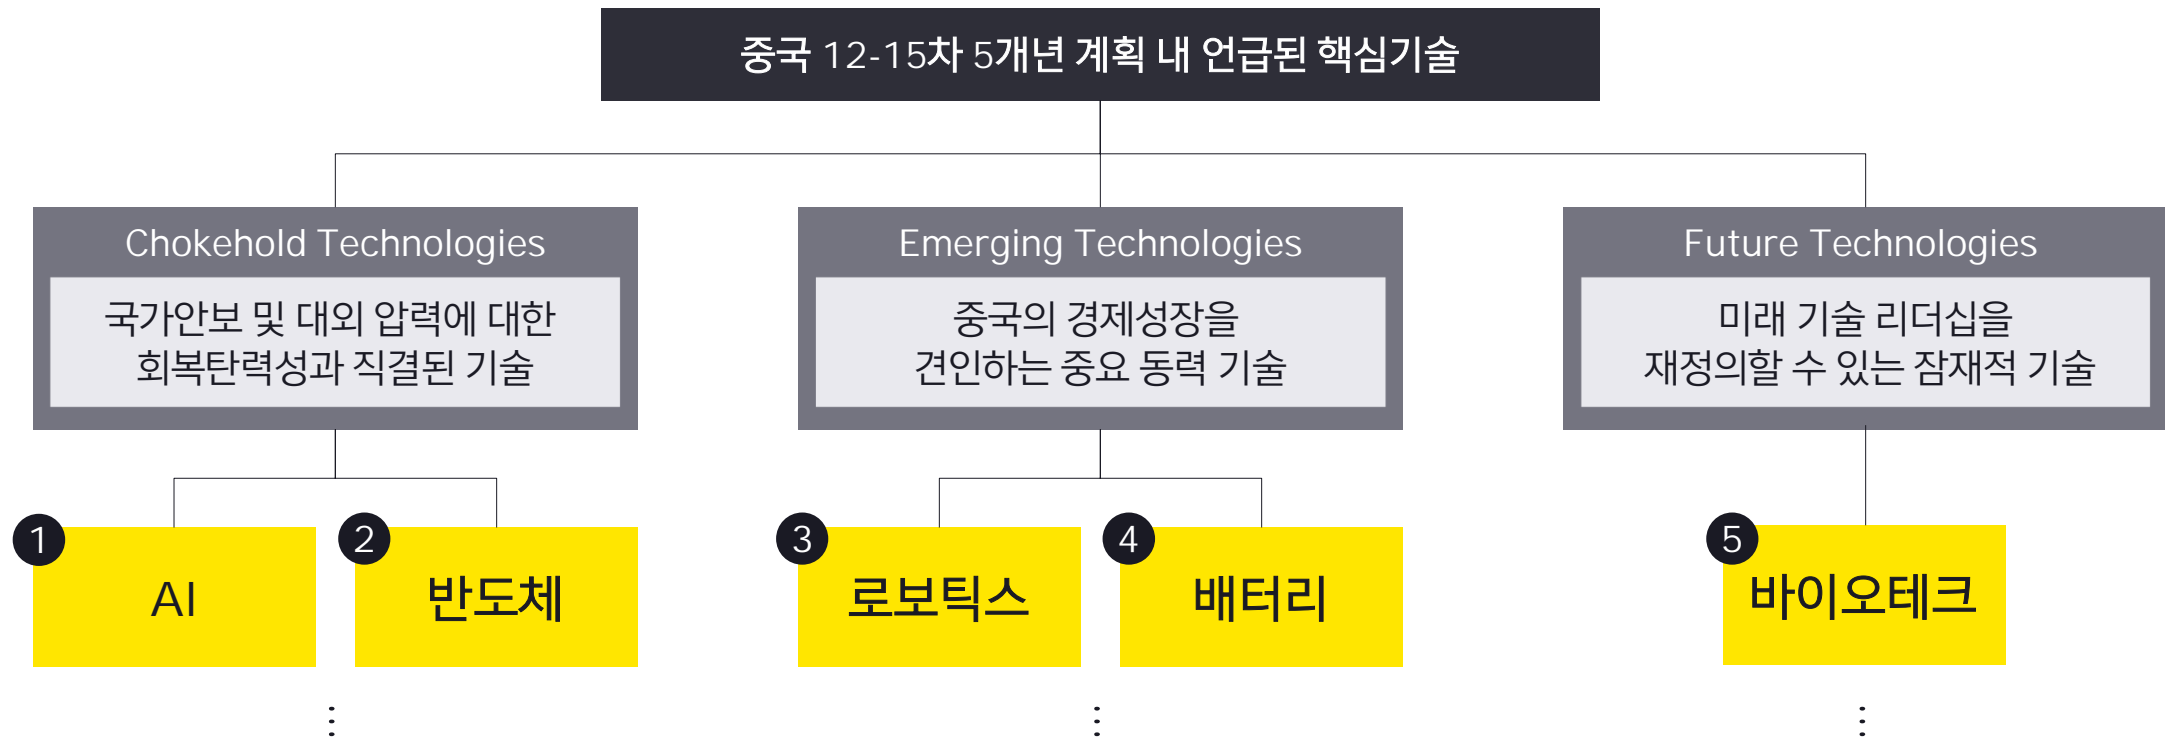 중국 12-15차 5개년 계획 내 언급된 핵심기술
Chokehold Technologies
국가안보 및 대외 압력에 대한
회복탄력성과 직결된 기술
Emerging Technologies
중국의 경제성장을
견인하는 중요 동력 기술
Future Technologies
미래 기술 리더십을
재정의할 수 있는 잠재적 기술
1
AI
2
반도체
3
로보틱스
4
배터리
5
바이오테크
⋮
⋮
⋮